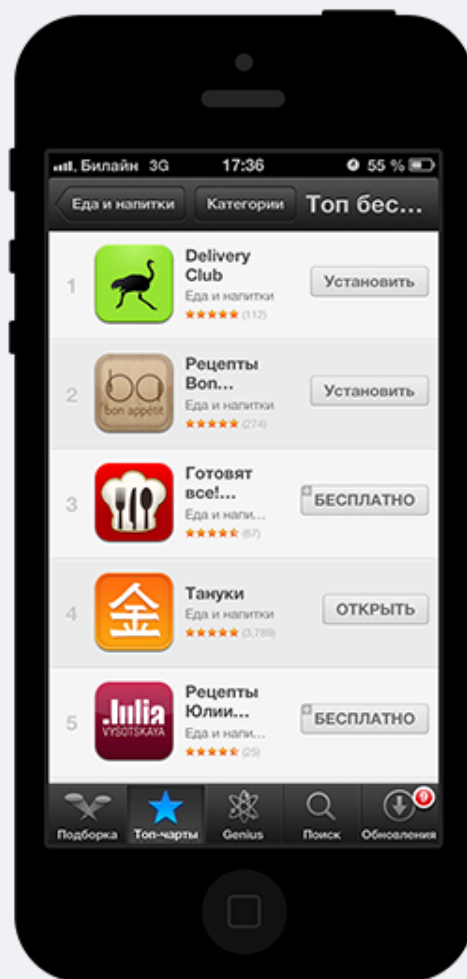 Билайн 3G 17:36 55 %
Еда и напитки Категории Топ бес...
1
Delivery
Club
Еда и напитки
(112)
Установить
2
bon appétit
Рецепты
Bon...
Еда и напитки
(274)
Установить
3
Готовят
все!...
Еда и напи...
(67)
БЕСПЛАТНО
4
金
Тануки
Еда и напитки
(3,789)
ОТКРЫТЬ
5
.Iulia
VYSOTSKAYA
Рецепты
Юлии...
Еда и напи...
(25)
БЕСПЛАТНО
9
Подборка Топ-чарты Genius Поиск Обновления